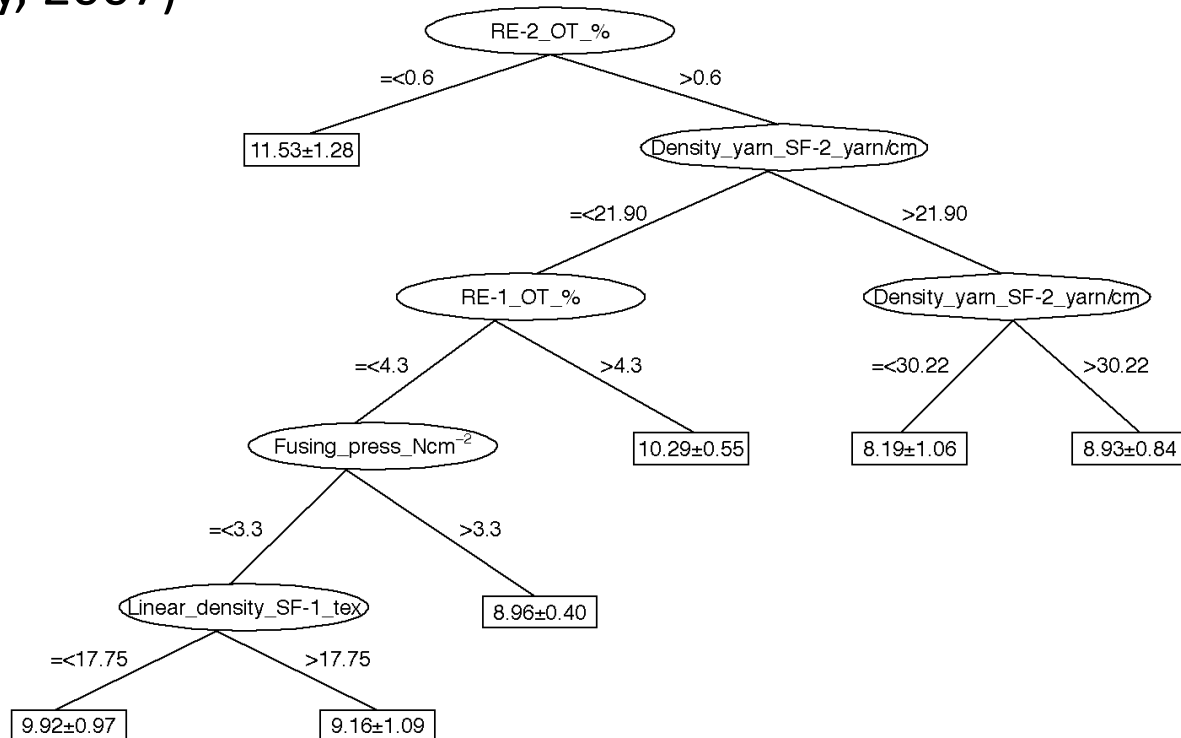 y, 2007)
RE-2_OT_%
=<0.6
>0.6
11.53±1.28
Density_yarn_SF-2_yarn/cm
=<21.90
>21.90
RE-1_OT_%
Density_yarn_SF-2_yarn/cm
=<4.3
>4.3
=<30.22
>30.22
Fusing_press_Ncm⁻²
10.29±0.55
8.19±1.06
8.93±0.84
=<3.3
>3.3
Linear_density_SF-1_tex
8.96±0.40
=<17.75
>17.75
9.92±0.97
9.16±1.09